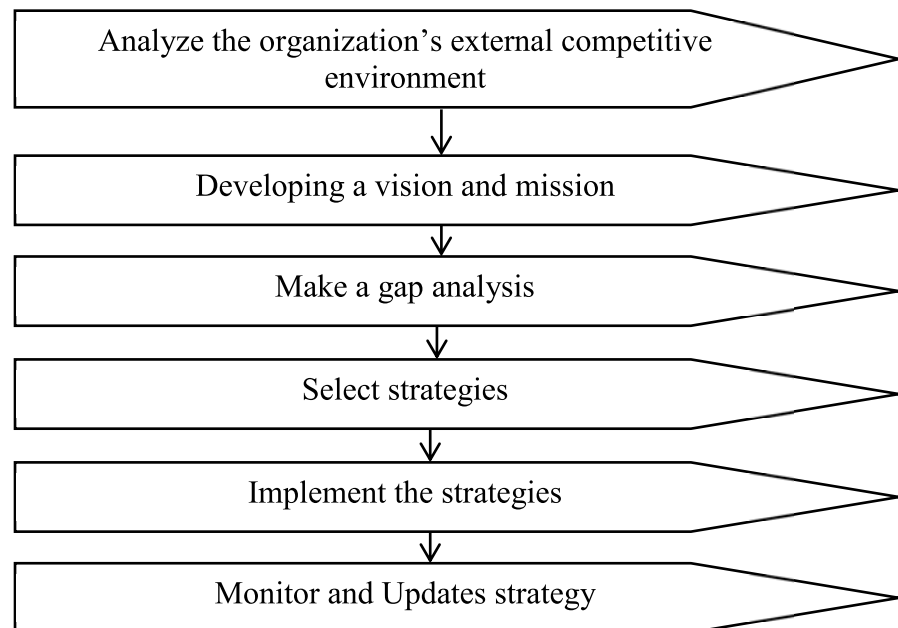 Analyze the organization’s external competitive
environment
Developing a vision and mission
Make a gap analysis
Select strategies
Implement the strategies
Monitor and Updates strategy